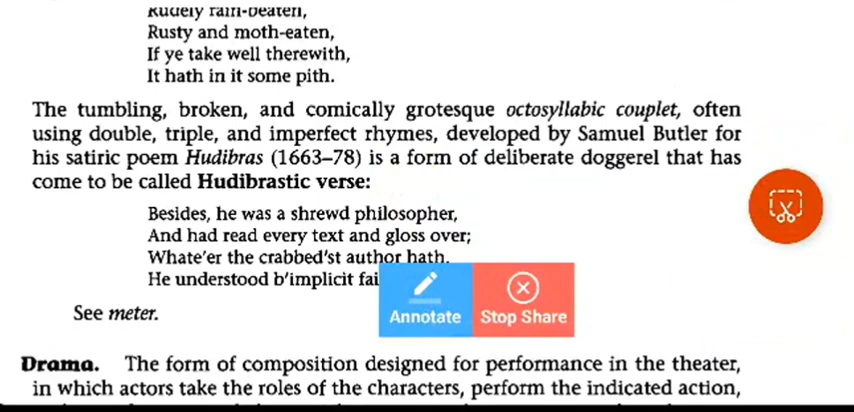 Rudely rain-beaten,
Rusty and moth-eaten,
If ye take well therewith,
It hath in it some pith.
The tumbling, broken, and comically grotesque octosyllabic couplet, often
using double, triple, and imperfect rhymes, developed by Samuel Butler for
his satiric poem Hudibras (1663–78) is a form of deliberate doggerel that has
come to be called Hudibrastic verse:
Besides, he was a shrewd philosopher,
And had read every text and gloss over;
Whate'er the crabbed'st author hath,
He understood b'implicit
Annotate Stop Share
See meter.
Drama. The form of composition designed for performance in the theater,
in which actors take the roles of the characters, perform the indicated action,